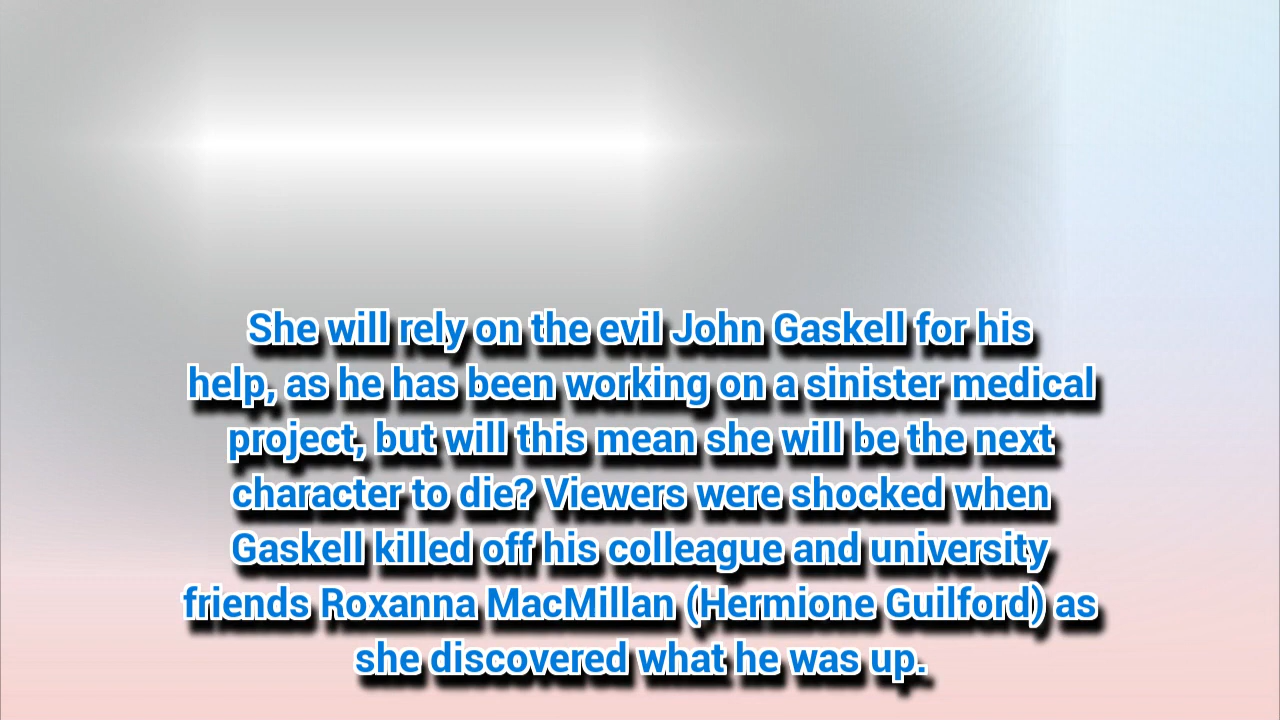 She will rely on the evil John Gaskell for his
help, as he has been working on a sinister medical
project, but will this mean she will be the next
character to die? Viewers were shocked when
Gaskell killed off his colleague and university
friends Roxanna MacMillan (Hermione Guilford) as
she discovered what he was up.